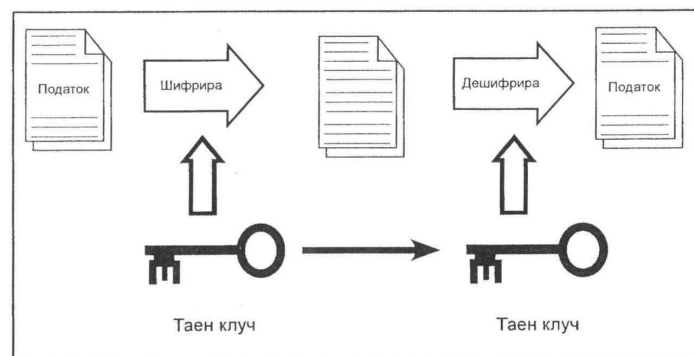 Податок
Шифрира
Дешифрира
Податок
Таен клуч
Таен клуч